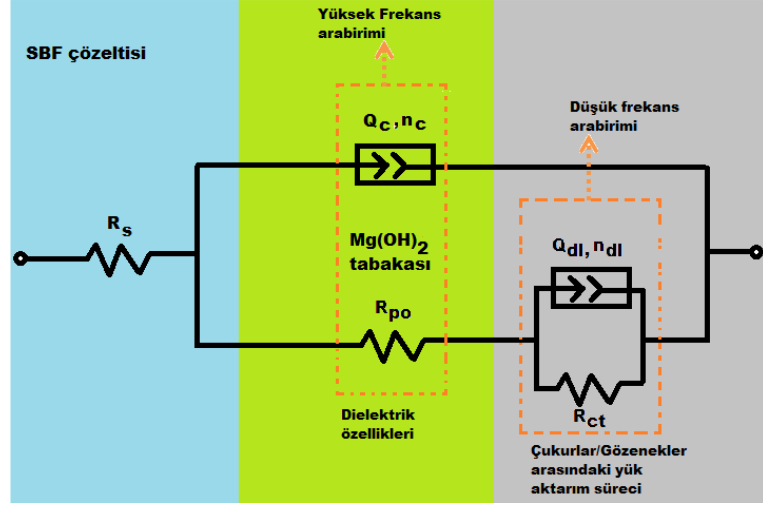 Yüksek Frekans
arabirimi
SBF çözeltisi
Düşük frekans
arabirimi
Qc,nc
Rs
Mg(OH)2
tabakası
Qdl,ndl
Rpo
Rct
Dielektrik
özellikleri
Çukurlar/Gözenekler
arasındaki yük
aktarım süreci